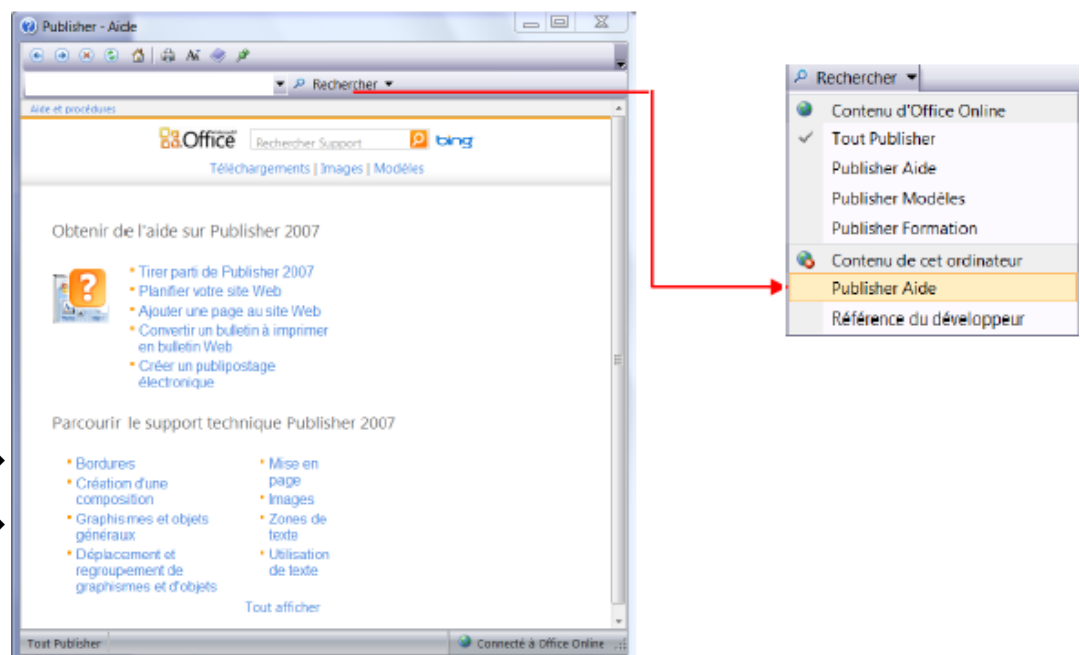 Publisher - Aide
Rechercher
Aide et procédures
Office
Rechercher Support
bing
Téléchargements | Images | Modèles
Obtenir de l'aide sur Publisher 2007
Tirer parti de Publisher 2007
Planifier votre site Web
Ajouter une page au site Web
Convertir un bulletin à imprimer
en bulletin Web
Créer un publipostage
électronique
Parcourir le support technique Publisher 2007
Bordures
Création d'une
composition
Graphismes et objets
généraux
Déplacement et
regroupement de
graphismes et d'objets
Mise en
page
Images
Zones de
texte
Utilisation
de texte
Tout afficher
Tout Publisher
Connecté à Office Online
Rechercher
Contenu d'Office Online
Tout Publisher
Publisher Aide
Publisher Modèles
Publisher Formation
Contenu de cet ordinateur
Publisher Aide
Référence du développeur